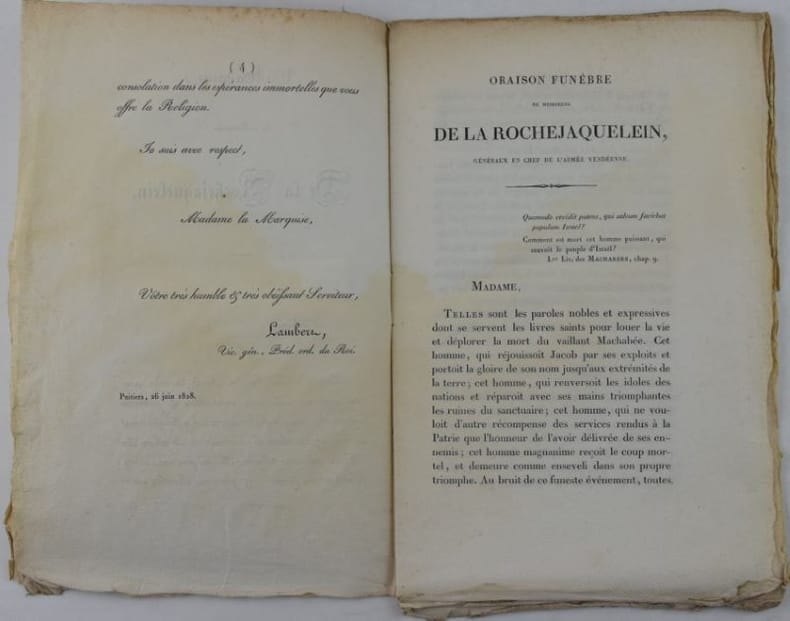 (4)
consolation dans les espérances immortelles que vous
offre la Religion.
Je suis avec respect,
Madame la Marquise,
Vôtre très humble & très obéissant Serviteur,
Lambert,
Vic. gén., Préd. ord. du Roi.
Poitiers, 26 juin 1828.
ORAISON FUNÈBRE
DE MESSIEURS
DE LA ROCHEJAQUELEIN,
GÉNÉRAUX EN CHEF DE L'ARMÉE VENDÉENNE.
Quomodo cecidit potens, qui salvum faciebat
populum Israel?
Comment est mort cet homme puissant, qui
sauvait le peuple d'Israël?
Ier Liv. des MACHABÉES, chap. 9.
MADAME,
TELLES sont les paroles nobles et expressives
dont se servent les livres saints pour louer la vie
et déplorer la mort du vaillant Machabée. Cet
homme, qui réjouissoit Jacob par ses exploits et
portoit la gloire de son nom jusqu'aux extrémités de
la terre; cet homme, qui renversoit les idoles des
nations et réparoit avec ses mains triomphantes
les ruines du sanctuaire; cet homme, qui ne vou-
loit d'autre récompense des services rendus à la
Patrie que l'honneur de l'avoir délivrée de ses en-
nemis; cet homme magnanime reçoit le coup mor-
tel, et demeure comme enseveli dans son propre
triomphe. Au bruit de ce funeste événement, toutes